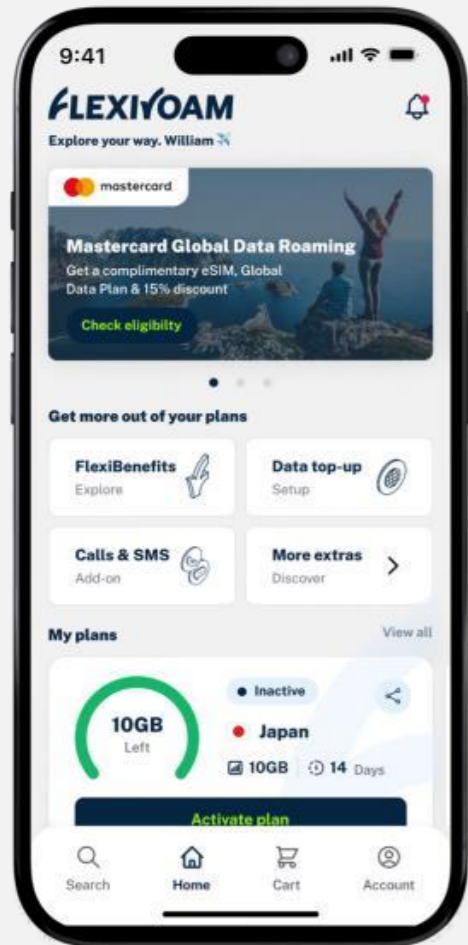 9:41
FLEXIROAM
Explore your way. William
mastercard
Mastercard Global Data Roaming
Get a complimentary eSIM, Global
Data Plan & 15% discount
Check eligibilty
Get more out of your plans
FlexiBenefits
Explore
Data top-up
Setup
Calls & SMS
Add-on
More extras
Discover
My plans
View all
10GB
Left
Inactive
Japan
10GB
14 Days
Activate plan
Search
Home
Cart
Account